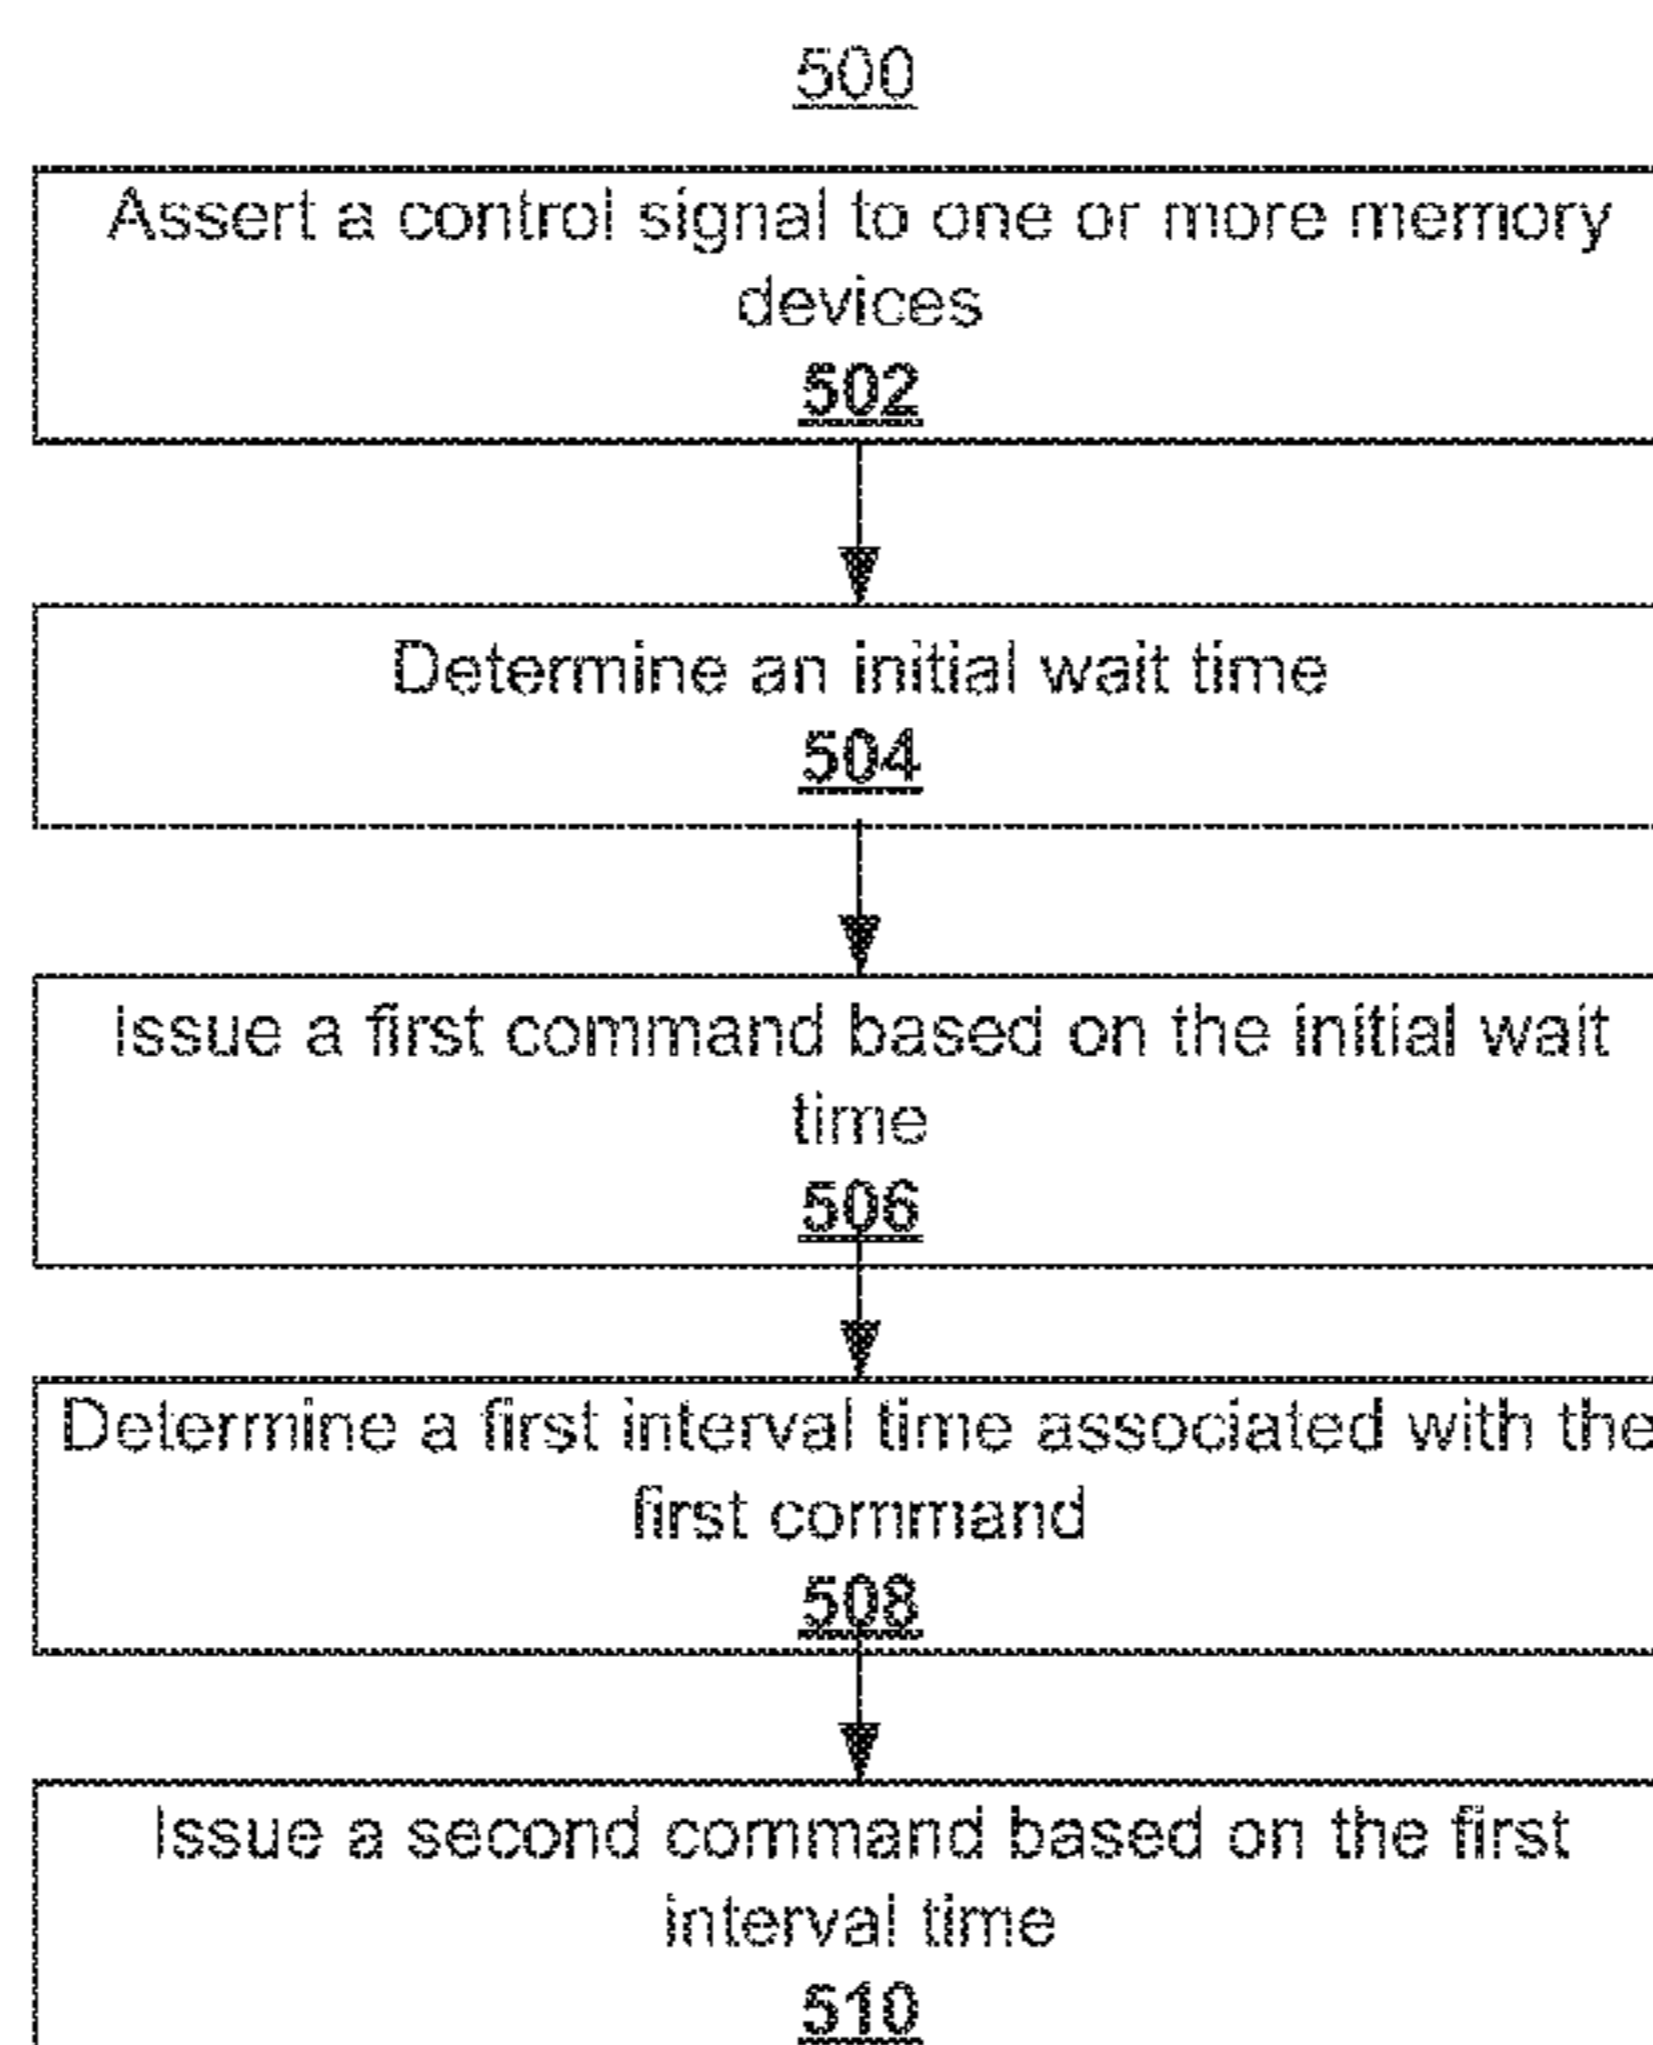 500
Assert a control signal to one or more memory
devices
502
Determine an initial wait time
504
Issue a first command based on the initial wait
time
506
Determine a first interval time associated with the
first command
508
Issue a second command based on the first
interval time
510